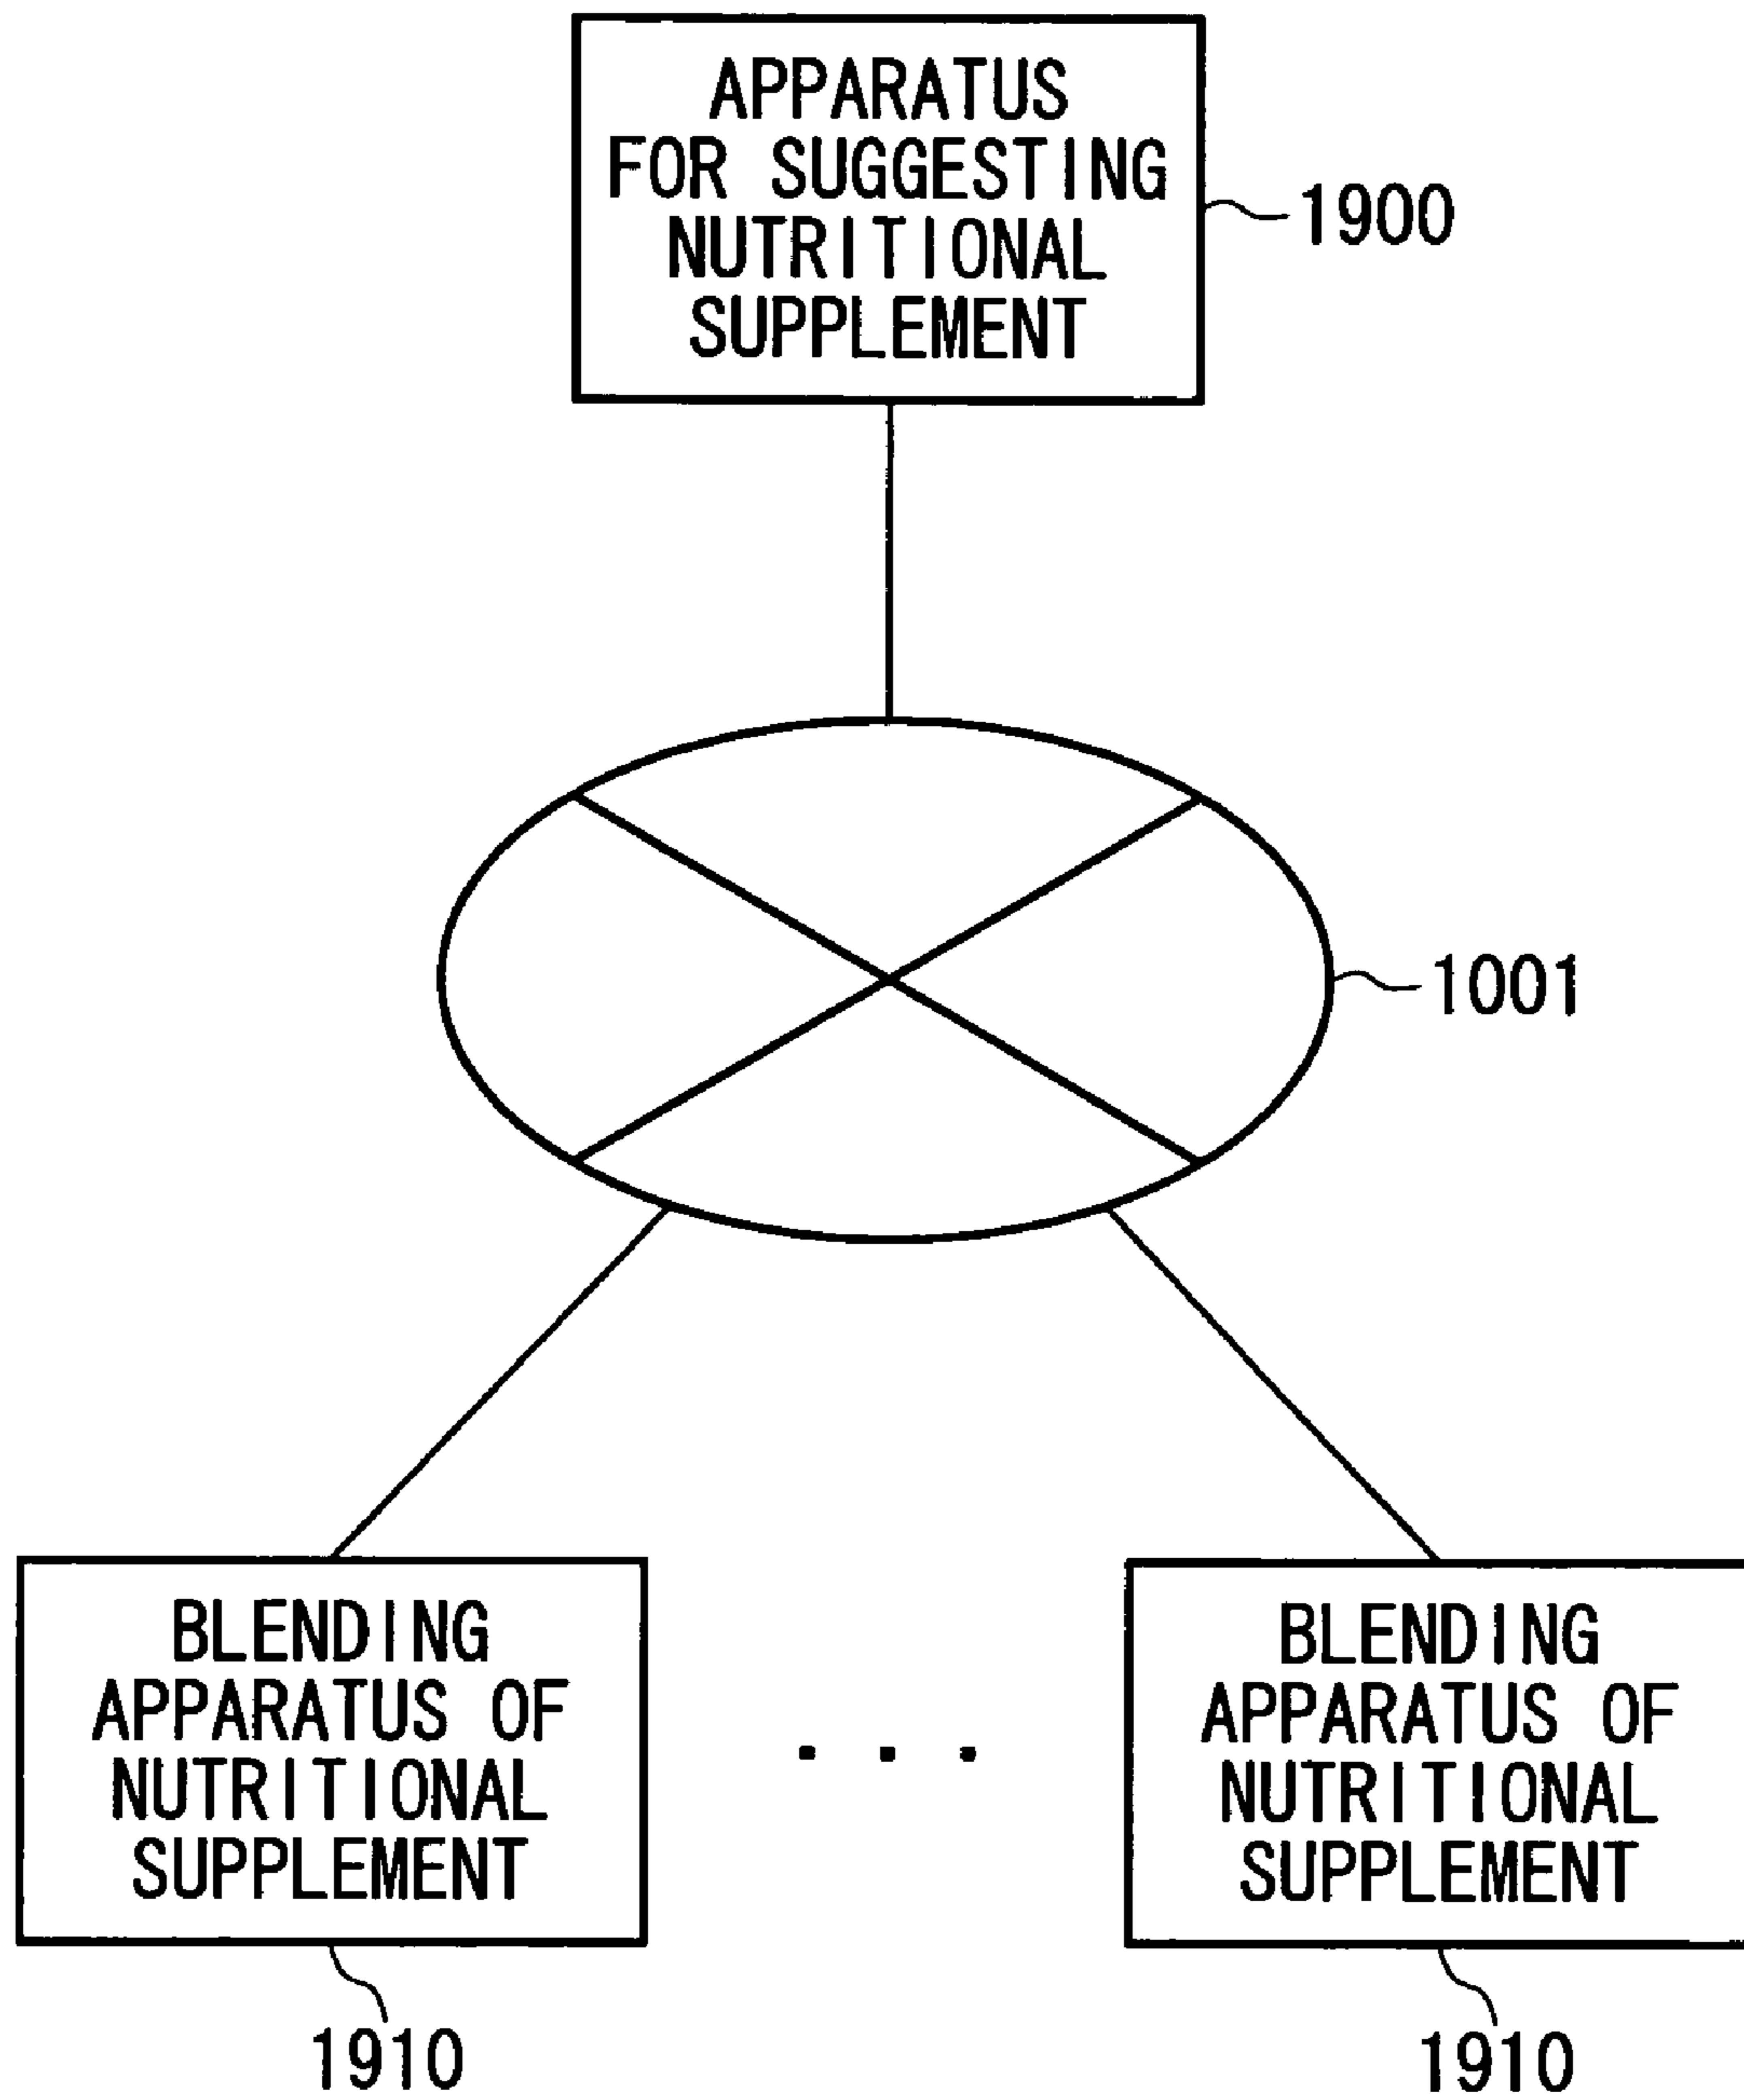 APPARATUS
FOR SUGGESTING
NUTRITIONAL
SUPPLEMENT
1900
1001
BLENDING
APPARATUS OF
NUTRITIONAL
SUPPLEMENT
1910
. . .
BLENDING
APPARATUS OF
NUTRITIONAL
SUPPLEMENT
1910